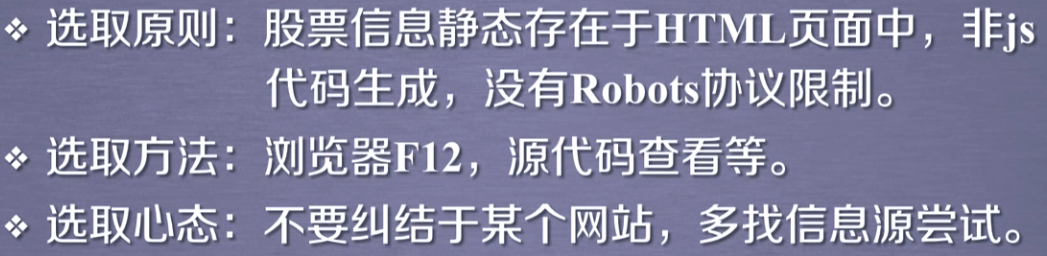 ❖ 选取原则：股票信息静态存在于HTML页面中，非js
代码生成，没有Robots协议限制。
❖ 选取方法：浏览器F12，源代码查看等。
❖ 选取心态：不要纠结于某个网站，多找信息源尝试。